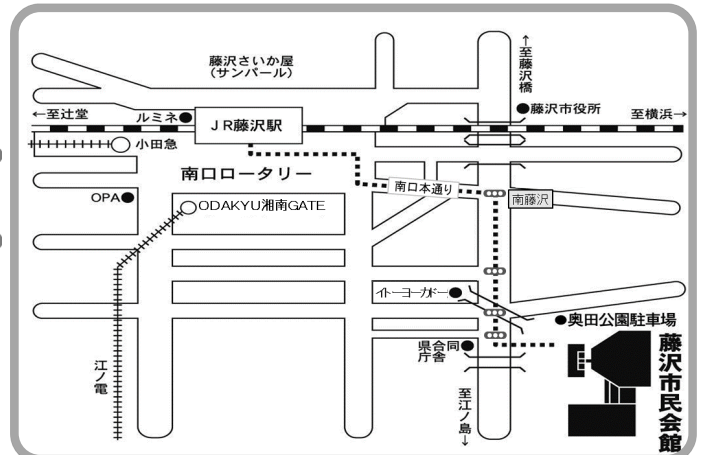 ↑至藤沢橋
藤沢さいか屋
（サンパール）
←至辻堂
ルミネ
JR藤沢駅
藤沢市役所
至横浜→
小田急
南口ロータリー
南口本通り
南藤沢
OPA
ODAKYU湘南GATE
イトーヨーカドー
奥田公園駐車場
県合同
庁舎
江ノ電
至江ノ島→
藤沢市民会館